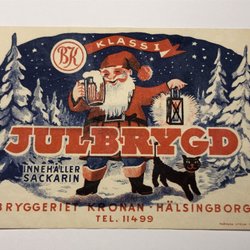 BK
KLASS I
JULBRYGD
INNEHÅLLER
SACKARIN
BRYGGERIET KRONAN · HÄLSINGBORG
TEL. 11499